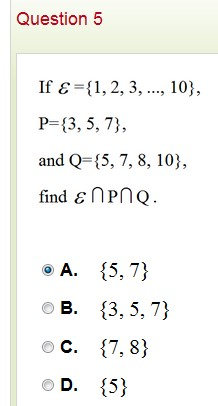 Question 5
If ℰ={1, 2, 3, ..., 10},
P={3, 5, 7},
and Q={5, 7, 8, 10},
find ℰ⋂P⋂Q.
A. {5, 7}
B. {3, 5, 7}
C. {7, 8}
D. {5}